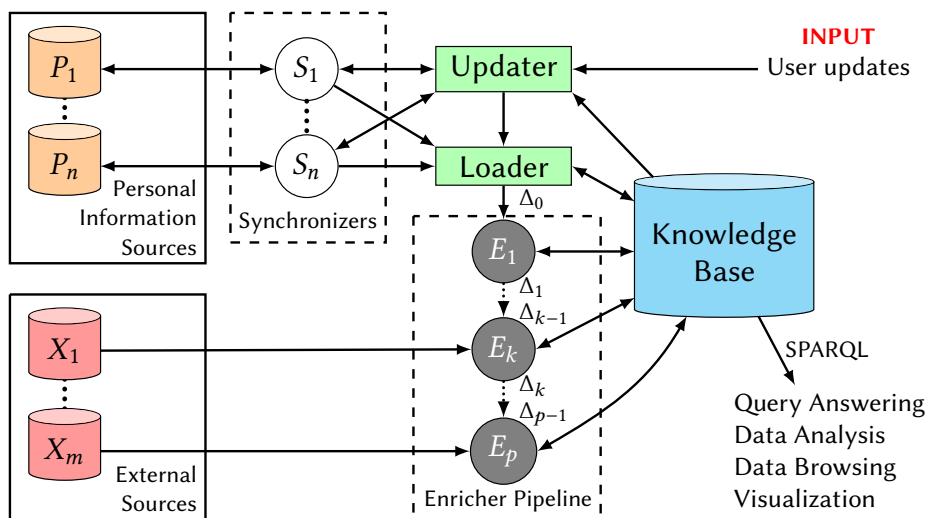 P₁
Pₙ
Personal
Information
Sources
S₁
Sₙ
Synchronizers
Updater
Loader
INPUT
User updates
Δ₀
E₁
Δ₁
Δₖ₋₁
Eₖ
Δₖ
Δₚ₋₁
Eₚ
Enricher Pipeline
Knowledge
Base
X₁
Xₘ
External
Sources
SPARQL
Query Answering
Data Analysis
Data Browsing
Visualization